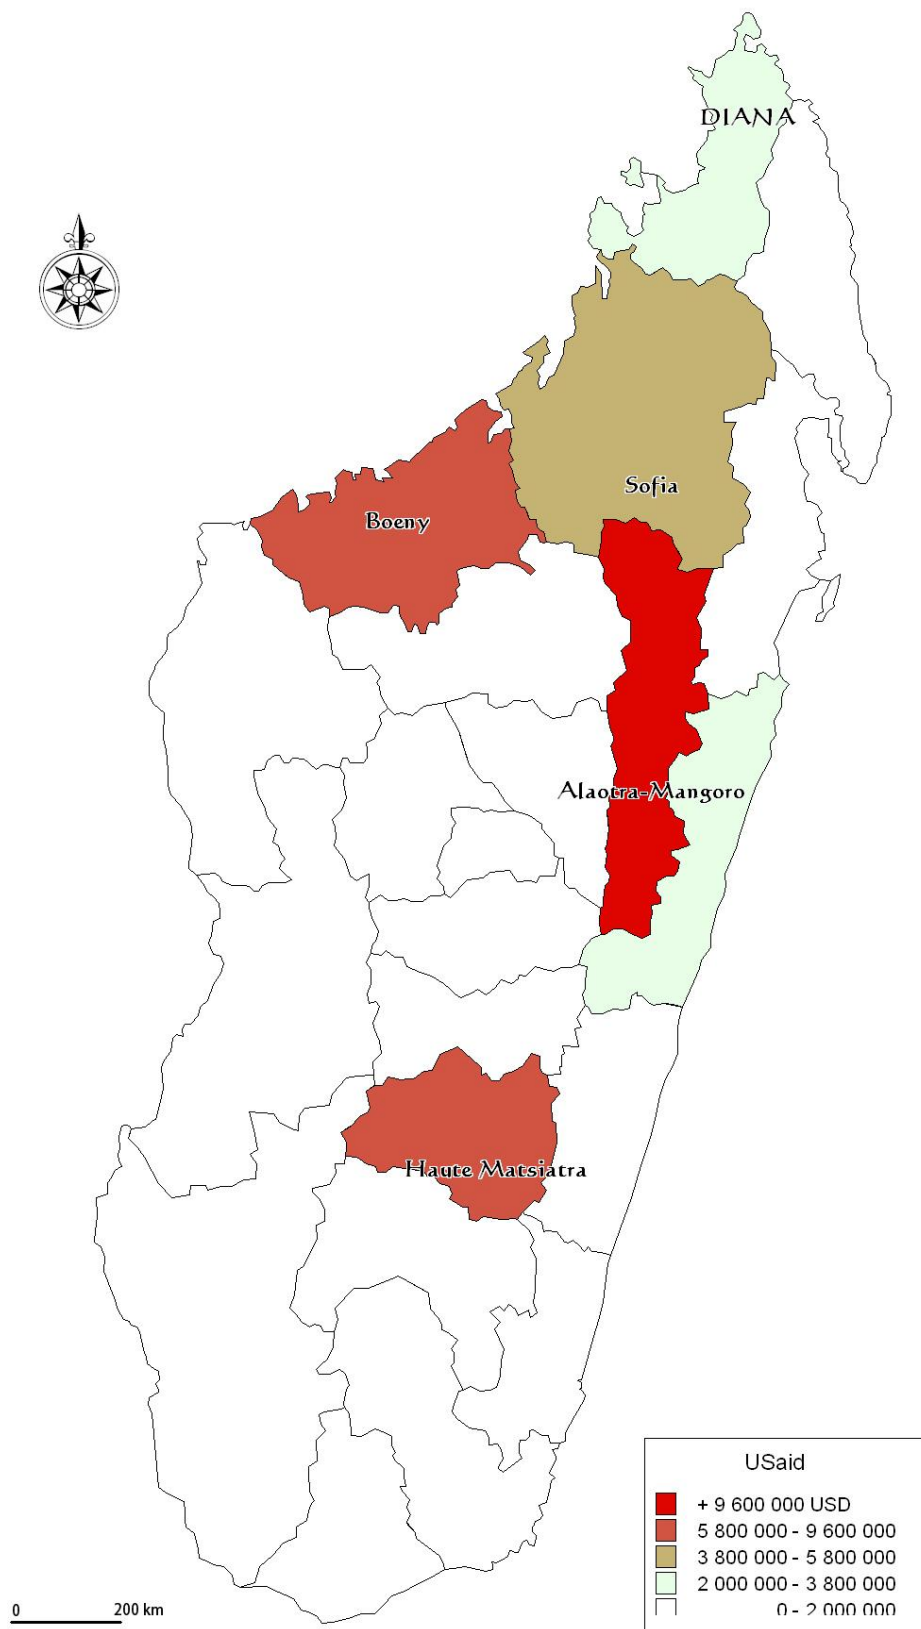 DIANA
Sofia
Boeny
Alaotra-Mangoro
Haute Matsiatra
USaid
+ 9 600 000 USD
5 800 000 - 9 600 000
3 800 000 - 5 800 000
2 000 000 - 3 800 000
0 - 2 000 000
0 200 km